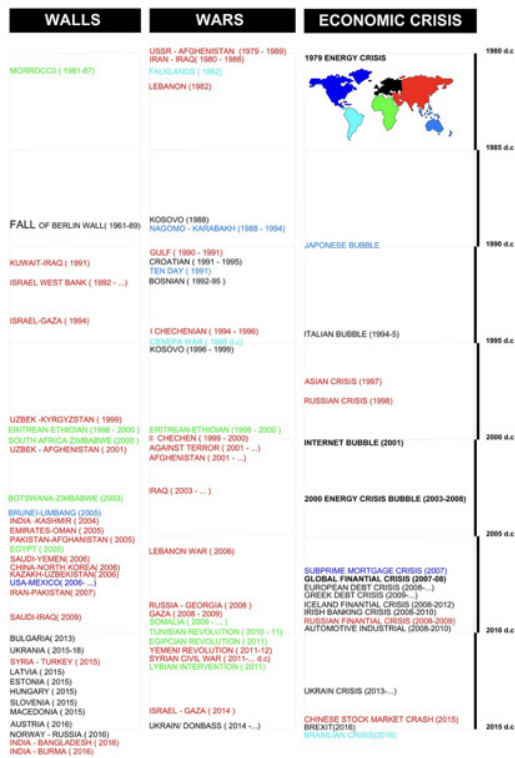 WALLS
WARS
ECONOMIC CRISIS
USSR - AFGHENISTAN (1979 - 1989)
IRAN - IRAQ( 1980 - 1988)
MORROCCO ( 1981-87)
FALKLANDS ( 1982)
LEBANON (1982)
1979 ENERGY CRISIS
1980 d.c
1985 d.c
FALL OF BERLIN WALL(1961-89)
KOSOVO (1988)
NAGOMO - KARABAKH (1988 - 1994)
1990 d.c
JAPONESE BUBBLE
KUWAIT-IRAQ ( 1991)
GULF ( 1990 - 1991)
CROATIAN ( 1991 - 1995)
TEN DAY ( 1991)
ISRAEL WEST BANK ( 1992 - ...)
BOSNIAN ( 1992-95 )
ISRAEL-GAZA ( 1994)
I CHECHENIAN ( 1994 - 1996)
CENEPA WAR ( 1995 d.c)
KOSOVO (1996 - 1999)
ITALIAN BUBBLE (1994-5)
1995 d.c
ASIAN CRISIS (1997)
RUSSIAN CRISIS (1998)
UZBEK -KYRGYZSTAN ( 1999)
ERITREAN-ETHIOIAN (1998 - 2000 )
SOUTH AFRICA-ZIMBABWE (2000 )
UZBEK - AFGHENISTAN (2001)
ERITREAN-ETHIOIAN (1998 - 2000 )
II CHECHEN ( 1999 - 2000)
AGAINST TERROR ( 2001 - ...)
AFGHENISTAN ( 2001 - ...)
INTERNET BUBBLE (2001)
2000 d.c
BOTSWANA-ZIMBABWE (2003)
IRAQ ( 2003 - ... )
2000 ENERGY CRISIS BUBBLE (2003-2008)
BRUNEI-LIMBANG (2005)
INDIA -KASHMIR ( 2004)
EMIRATES-OMAN ( 2005)
PAKISTAN-AFGHANISTAN ( 2005)
EGYPT ( 2005)
SAUDI-YEMEN( 2006)
CHINA-NORTH KOREA( 2006)
KAZAKH-UZBEKISTAN ( 2006)
USA-MEXICO( 2006- ...)
IRAN-PAKISTAN( 2007)
SAUDI-IRAQ( 2009)
LEBANON WAR ( 2006)
2005 d.c
SUBPRIME MORTGAGE CRISIS (2007)
GLOBAL FINANTIAL CRISIS (2007-08)
EUROPEAN DEBT CRISIS (2008-...)
GREEK DEBT CRISIS (2009-...)
ICELAND FINANTIAL CRISIS (2008-2012)
IRISH BANKING CRISIS (2008-2010)
RUSSIAN FINANTIAL CRISIS (2008-2009)
AUTOMOTIVE INDUSTRIAL (2008-2010)
RUSSIA - GEORGIA ( 2008 )
GAZA ( 2008 - 2009)
SOMALIA ( 2009 - ... )
TUNISIAN REVOLUTION ( 2010 - 11)
EGIPCIAN REVOLUTION ( 2011)
YEMENI REVOLUTION ( 2011-12)
SYRIAN CIVIL WAR ( 2011-... d.c)
LYBIAN INTERVENTION ( 2011)
2010 d.c
BULGARIA( 2013)
UKRANIA ( 2015-18)
SYRIA - TURKEY ( 2015)
LATVIA ( 2015)
ESTONIA ( 2015)
HUNGARY ( 2015)
SLOVENIA ( 2015)
MACEDONIA ( 2015)
AUSTRIA ( 2016)
NORWAY - RUSSIA ( 2016)
INDIA - BANGLADESH ( 2016)
INDIA - BURMA ( 2016)
ISRAEL - GAZA ( 2014 )
UKRAIN/ DONBASS ( 2014 -...)
UKRAIN CRISIS (2013-...)
CHINESE STOCK MARKET CRASH (2015)
BREXIT(2016)
BRASILIAN CRISIS(2016)
2015 d.c